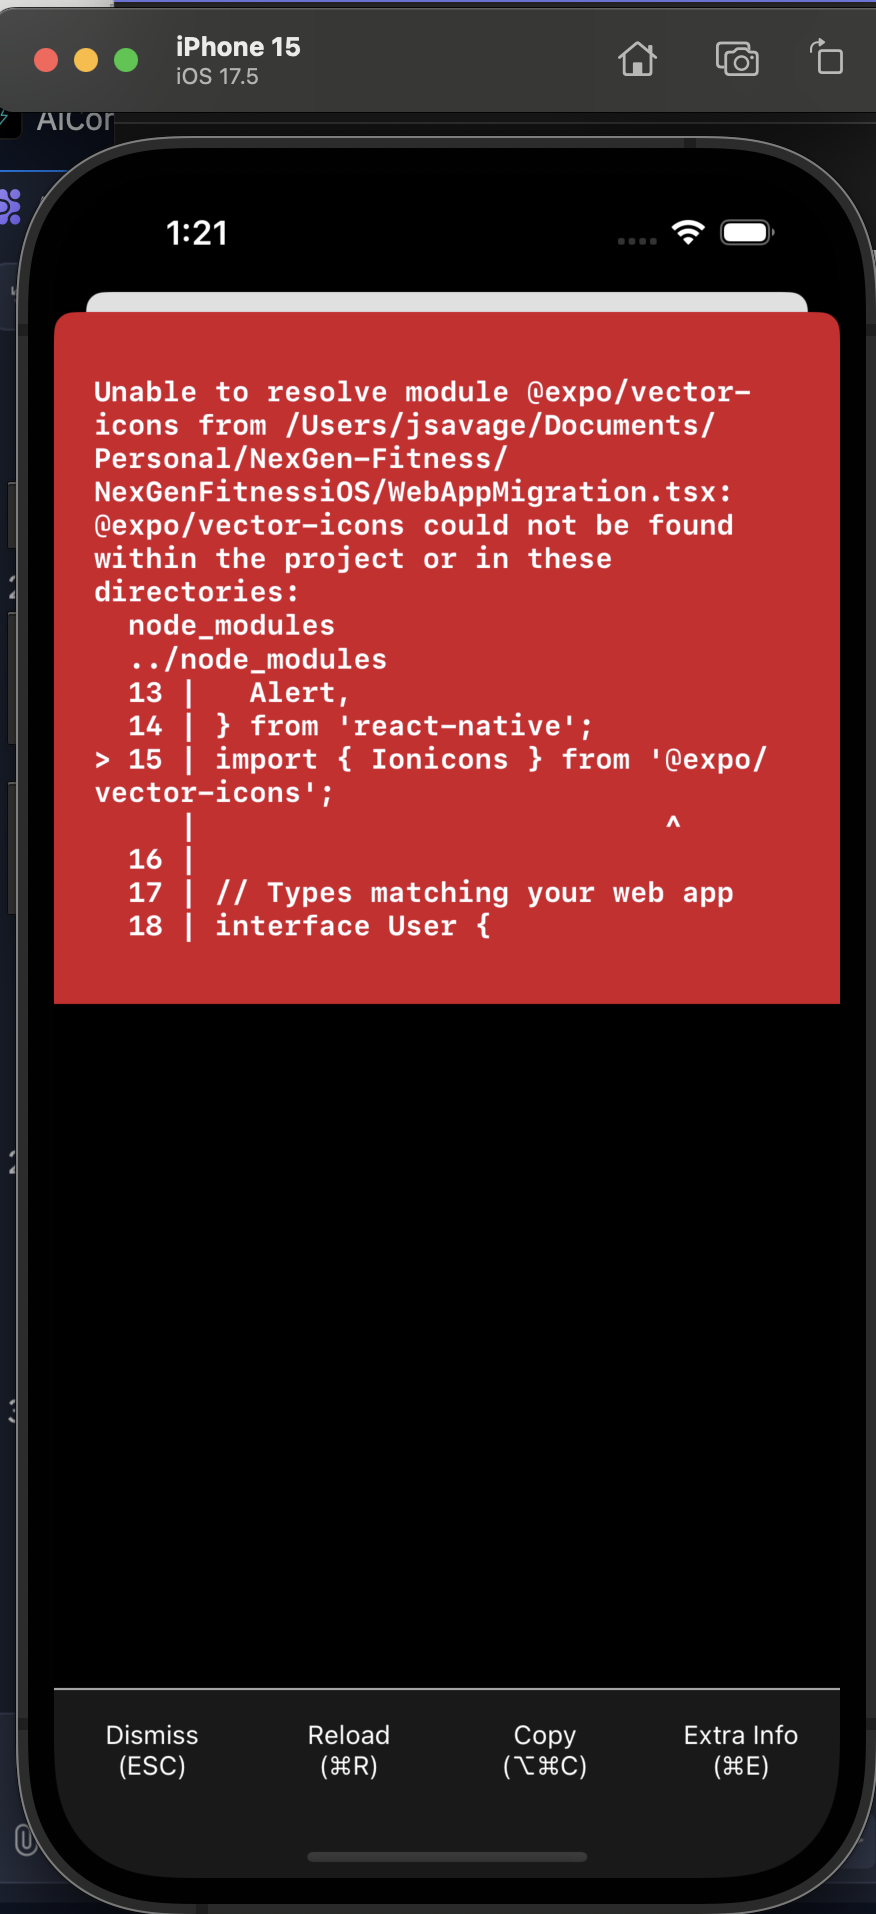 iPhone 15
iOS 17.5
AICor
1:21
Unable to resolve module @expo/vector-
icons from /Users/jsavage/Documents/
Personal/NexGen-Fitness/
NexGenFitnessiOS/WebAppMigration.tsx:
@expo/vector-icons could not be found
within the project or in these
directories:
  node_modules
  ../node_modules
  13 |   Alert,
  14 | } from 'react-native';
> 15 | import { Ionicons } from '@expo/
vector-icons';
     |                            ^
  16 |
  17 | // Types matching your web app
  18 | interface User {
Dismiss
(ESC)
Reload
(⌘R)
Copy
(⌥⌘C)
Extra Info
(⌘E)